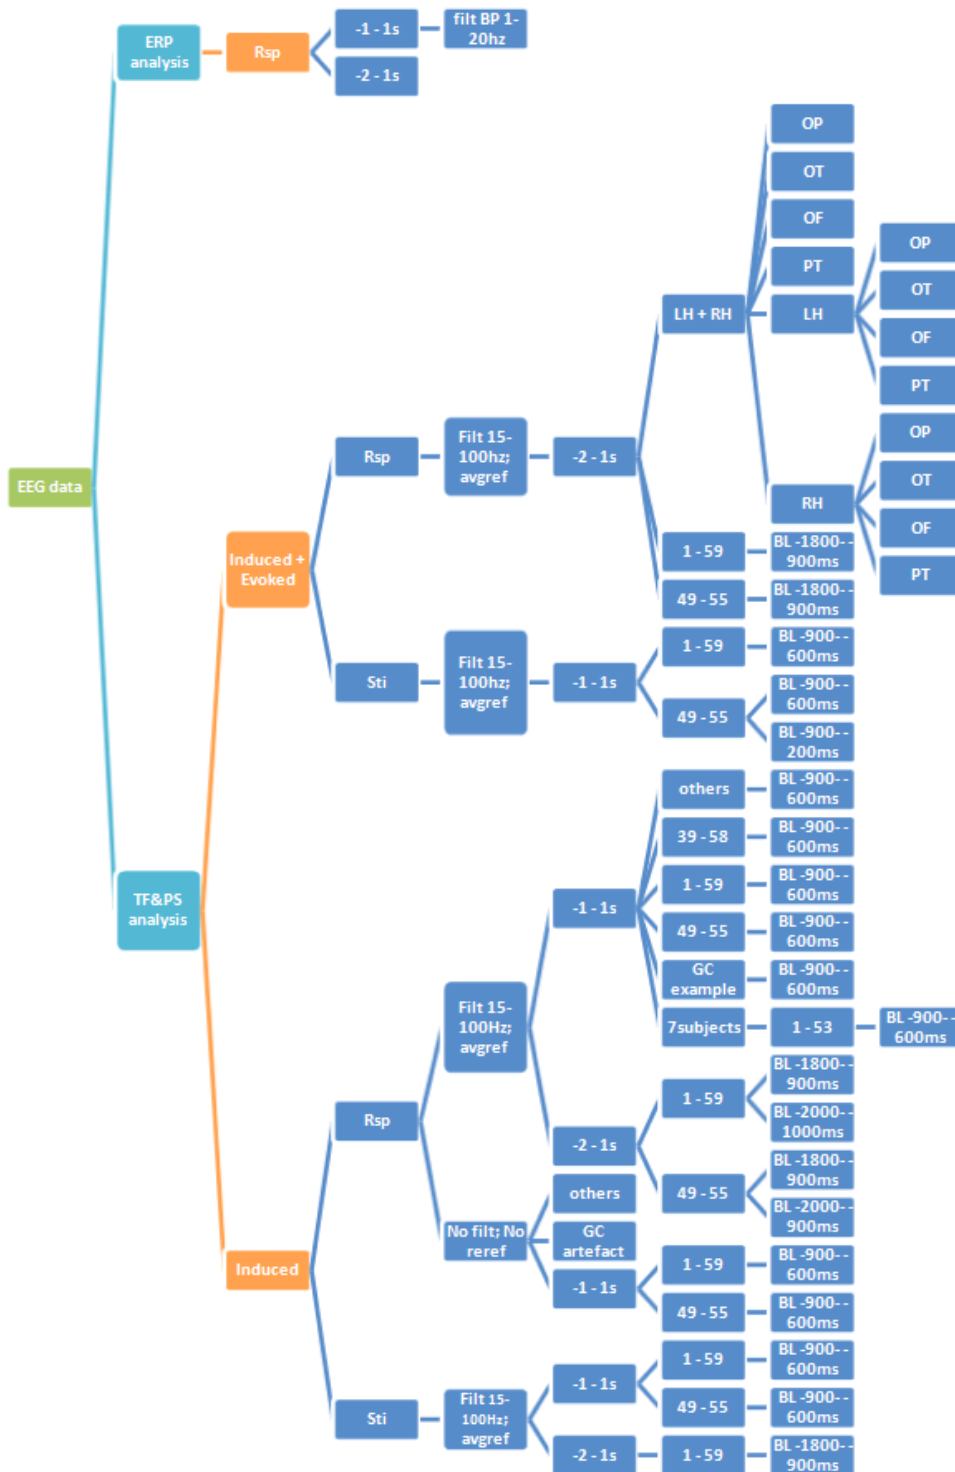 ERP
analysis
Rsp
-1 - 1s
filt BP 1-
20hz
-2 - 1s
EEG data
TF&PS
analysis
Induced +
Evoked
Rsp
Filt 15-
100hz;
avgref
-2 - 1s
LH + RH
OP
OT
OF
PT
LH
OP
OT
OF
PT
RH
OP
OT
OF
PT
1 - 59
BL -1800--
900ms
49 - 55
BL -1800--
900ms
Sti
Filt 15-
100hz;
avgref
-1 - 1s
1 - 59
BL -900--
600ms
49 - 55
BL -900--
600ms
BL -900--
200ms
Induced
Rsp
Filt 15-
100Hz;
avgref
-1 - 1s
others
BL -900--
600ms
39 - 58
BL -900--
600ms
1 - 59
BL -900--
600ms
49 - 55
BL -900--
600ms
GC
example
BL -900--
600ms
7subjects
1 - 53
BL -900--
600ms
-2 - 1s
1 - 59
BL -1800--
900ms
BL -2000--
1000ms
49 - 55
BL -1800--
900ms
BL -2000--
900ms
No filt; No
reref
others
GC
artefact
-1 - 1s
1 - 59
BL -900--
600ms
49 - 55
BL -900--
600ms
Sti
Filt 15-
100Hz;
avgref
-1 - 1s
1 - 59
BL -900--
600ms
49 - 55
BL -900--
600ms
-2 - 1s
1 - 59
BL -1800--
900ms